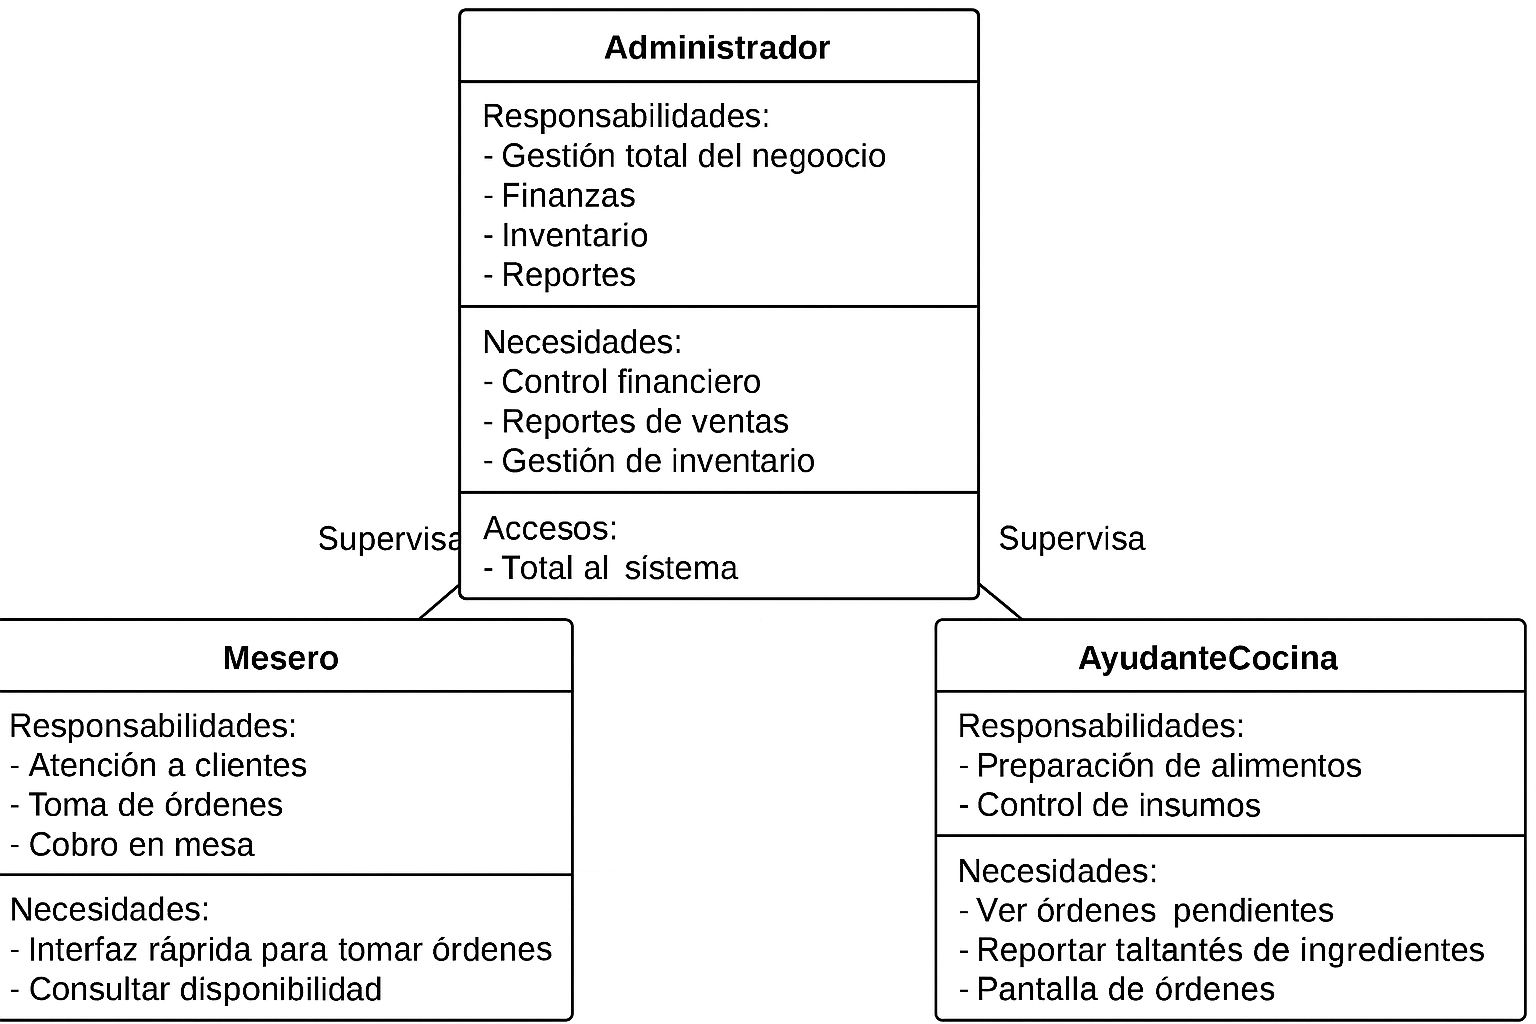 Administrador
Responsabilidades:
- Gestión total del negoocio
- Finanzas
- Inventario
- Reportes
Necesidades:
- Control financiero
- Reportes de ventas
- Gestión de inventario
Accesos:
- Total al sístema
Supervisa
Supervisa
Mesero
Responsabilidades:
- Atención a clientes
- Toma de órdenes
- Cobro en mesa
Necesidades:
- Interfaz ráprida para tomar órdenes
- Consultar disponibilidad
AyudanteCocina
Responsabilidades:
- Preparación de alimentos
- Control de insumos
Necesidades:
- Ver órdenes pendientes
- Reportar taltantés de ingredientes
- Pantalla de órdenes